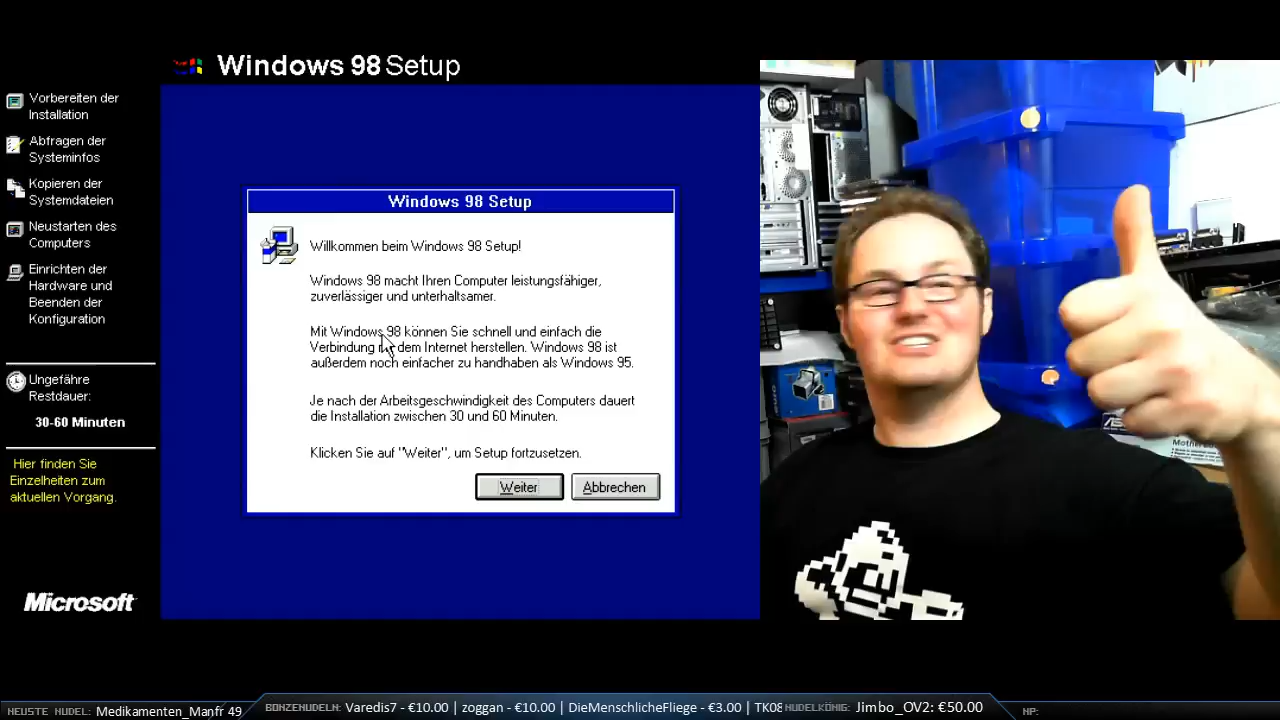 Windows 98 Setup
Vorbereiten der
Installation
Abfragen der
Systeminfos
Kopieren der
Systemdateien
Neustarten des
Computers
Einrichten der
Hardware und
Beenden der
Konfiguration
Ungefähre
Restdauer:
30-60 Minuten
Hier finden Sie
Einzelheiten zum
aktuellen Vorgang.
Microsoft
Windows 98 Setup
Willkommen beim Windows 98 Setup!
Windows 98 macht Ihren Computer leistungsfähiger,
zuverlässiger und unterhaltsamer.
Mit Windows 98 können Sie schnell und einfach die
Verbindung mit dem Internet herstellen. Windows 98 ist
außerdem noch einfacher zu handhaben als Windows 95.
Je nach der Arbeitsgeschwindigkeit des Computers dauert
die Installation zwischen 30 und 60 Minuten.
Klicken Sie auf "Weiter", um Setup fortzusetzen.
Weiter
Abbrechen
HEUSTE NUDEL: Medikamenten_Manfr 49
BONZENUDELN: Varedis7 - €10.00 | zoggan - €10.00 | DieMenschlicheFliege - €3.00 | TK08
NUDELKÖNIG: Jimbo_OV2: €50.00
HP: